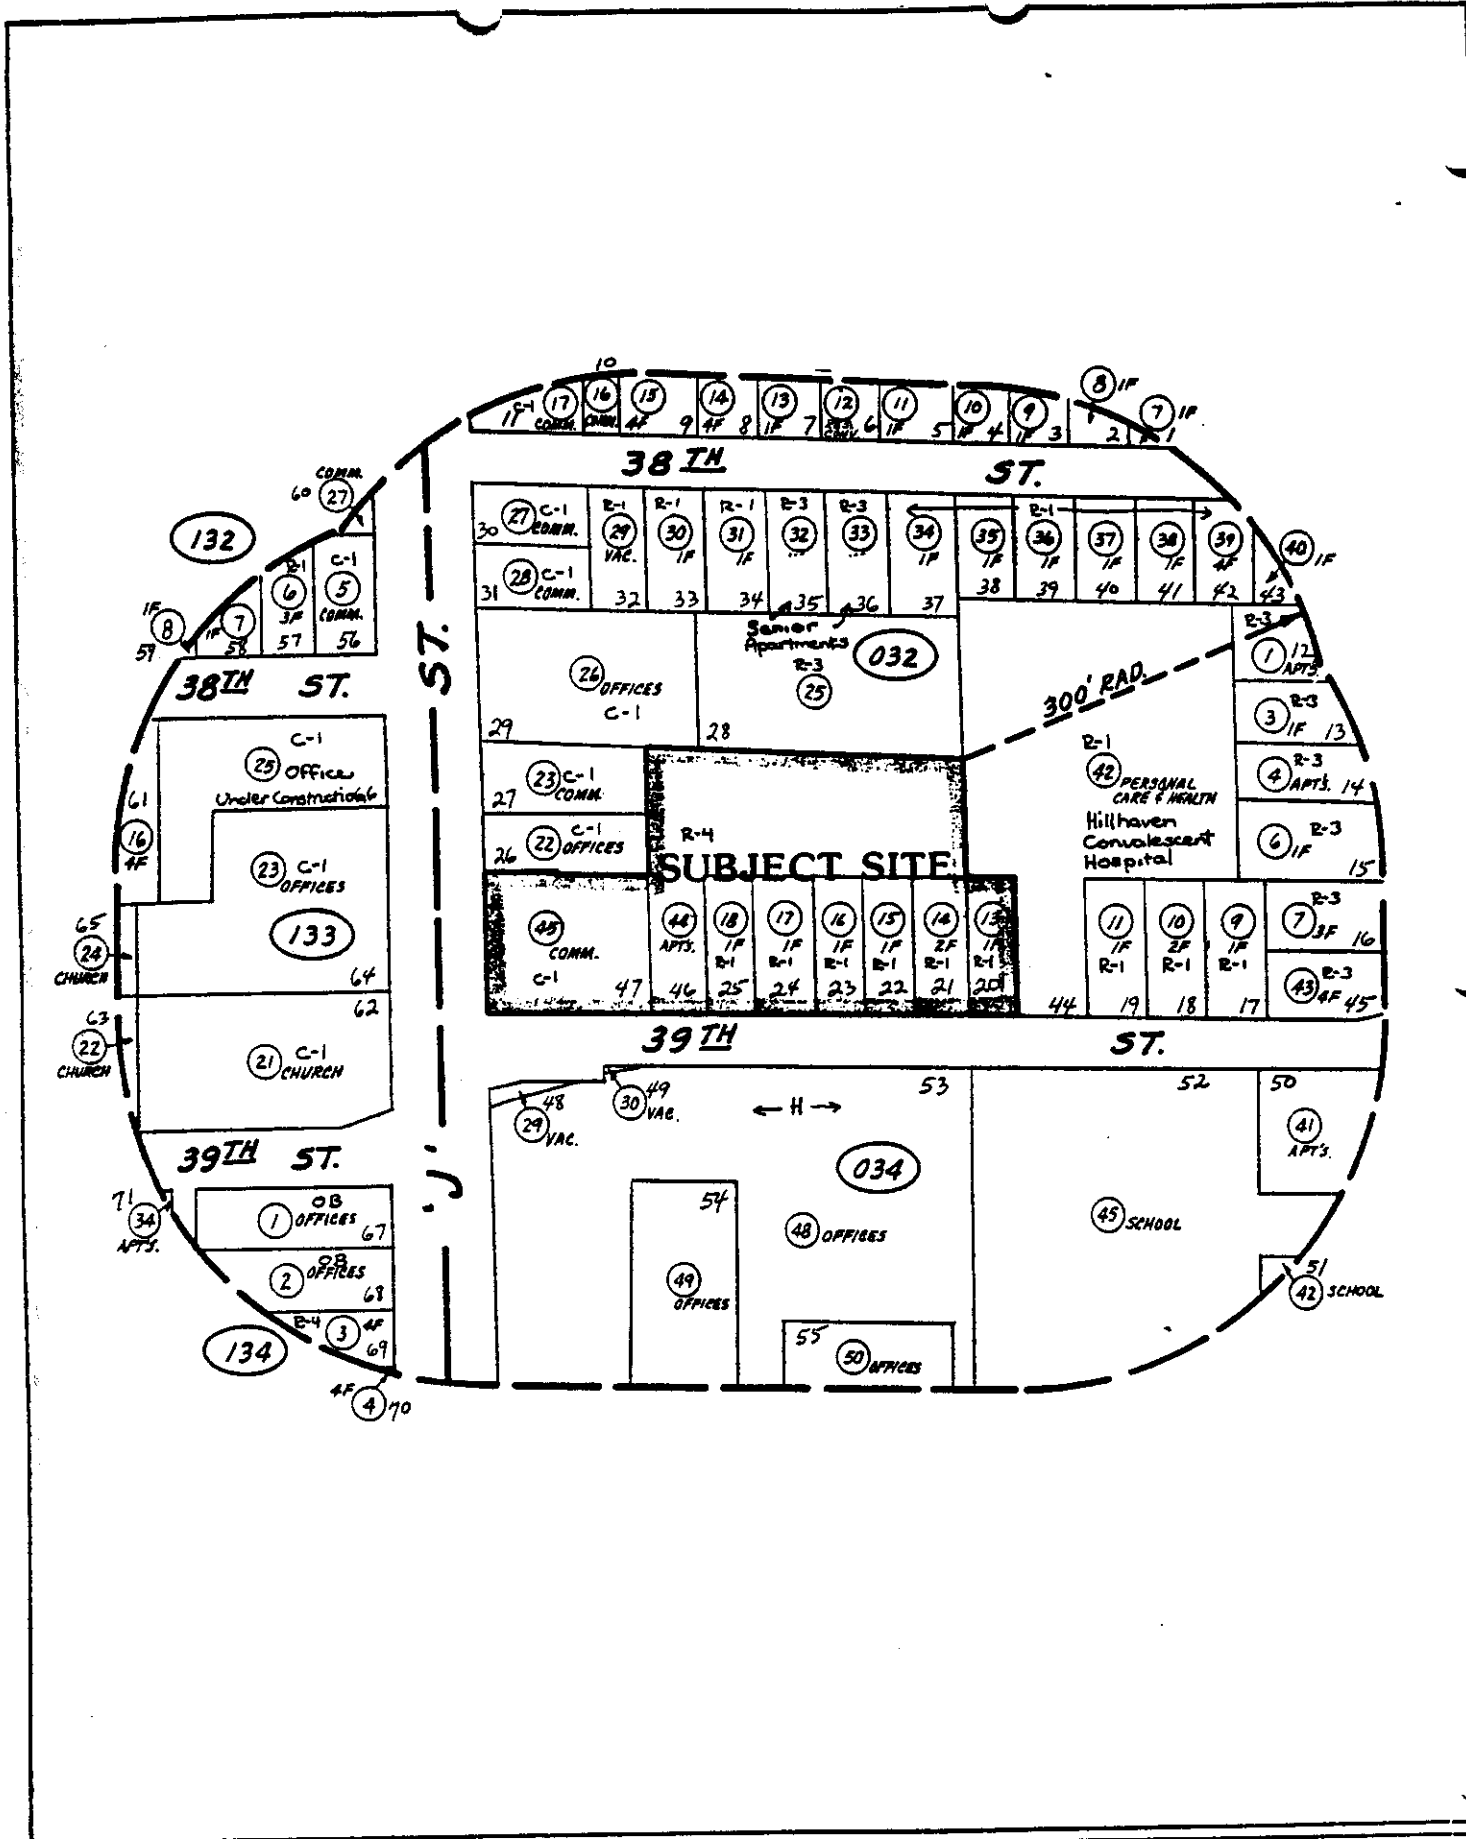 10
8 1F
7 1F
C-1 17 16 15 14 13 12 11 10 9
11 COMM. COMM. 4F 9 4F 8 1F 7 6 1F 5 1F 4 1F 3 2 1
38TH ST.
COMM.
60 27
132
27 C-1
30 COMM.
28 C-1
31 COMM.
R-1 R-1 R-1 R-3 R-3 R-1
29 30 31 32 33 34 35 36 37 38 39
VAC. 1F 1F ... ... 1F 1F 1F 1F 1F 4F
32 33 34 35 36 37 38 39 40 41 42 43
40 1F
R-1 C-1
6 5
3F COMM.
57 56
1F
8 7
1F
59 58
38TH ST.
Senior
Apartments
032
R-3
25
28
26 OFFICES
C-1
29
300' RAD.
R-3
1 12
APTS.
3 R-3
1F 13
4 R-3
APTS. 14
6 R-3
1F
15
R-1
42 PERSONAL
CARE & HEALTH
Hillhaven
Convalescent
Hospital
C-1
25 Office
Under Construction 66
61
16
4F
23 C-1
OFFICES
133
64
65
24
CHURCH
23 C-1
COMM.
27
22 C-1
OFFICES
26
R-4
SUBJECT SITE
45
COMM.
C-1
47
44 18 17 16 15 14 13
APTS. 1F 1F 1F 1F 2F 1F
R-1 R-1 R-1 R-1 R-1 R-1
46 25 24 23 22 21 20
11 10 9
1F 2F 1F
R-1 R-1 R-1
44 19 18 17
7 R-3
3F 16
43 R-3
4F 45
62
63
22
CHURCH
21 C-1
CHURCH
39TH ST.
'J' ST.
39TH ST.
48
29 VAC.
49
30 VAC.
← H →
53
52
50
41
APT'S.
034
54
48 OFFICES
49
OFFICES
45 SCHOOL
51
42 SCHOOL
55
50 OFFICES
71
34
APTS.
OB
1 OFFICES
67
OB
2 OFFICES
68
R-4 3 4F
69
134
4F
4 70